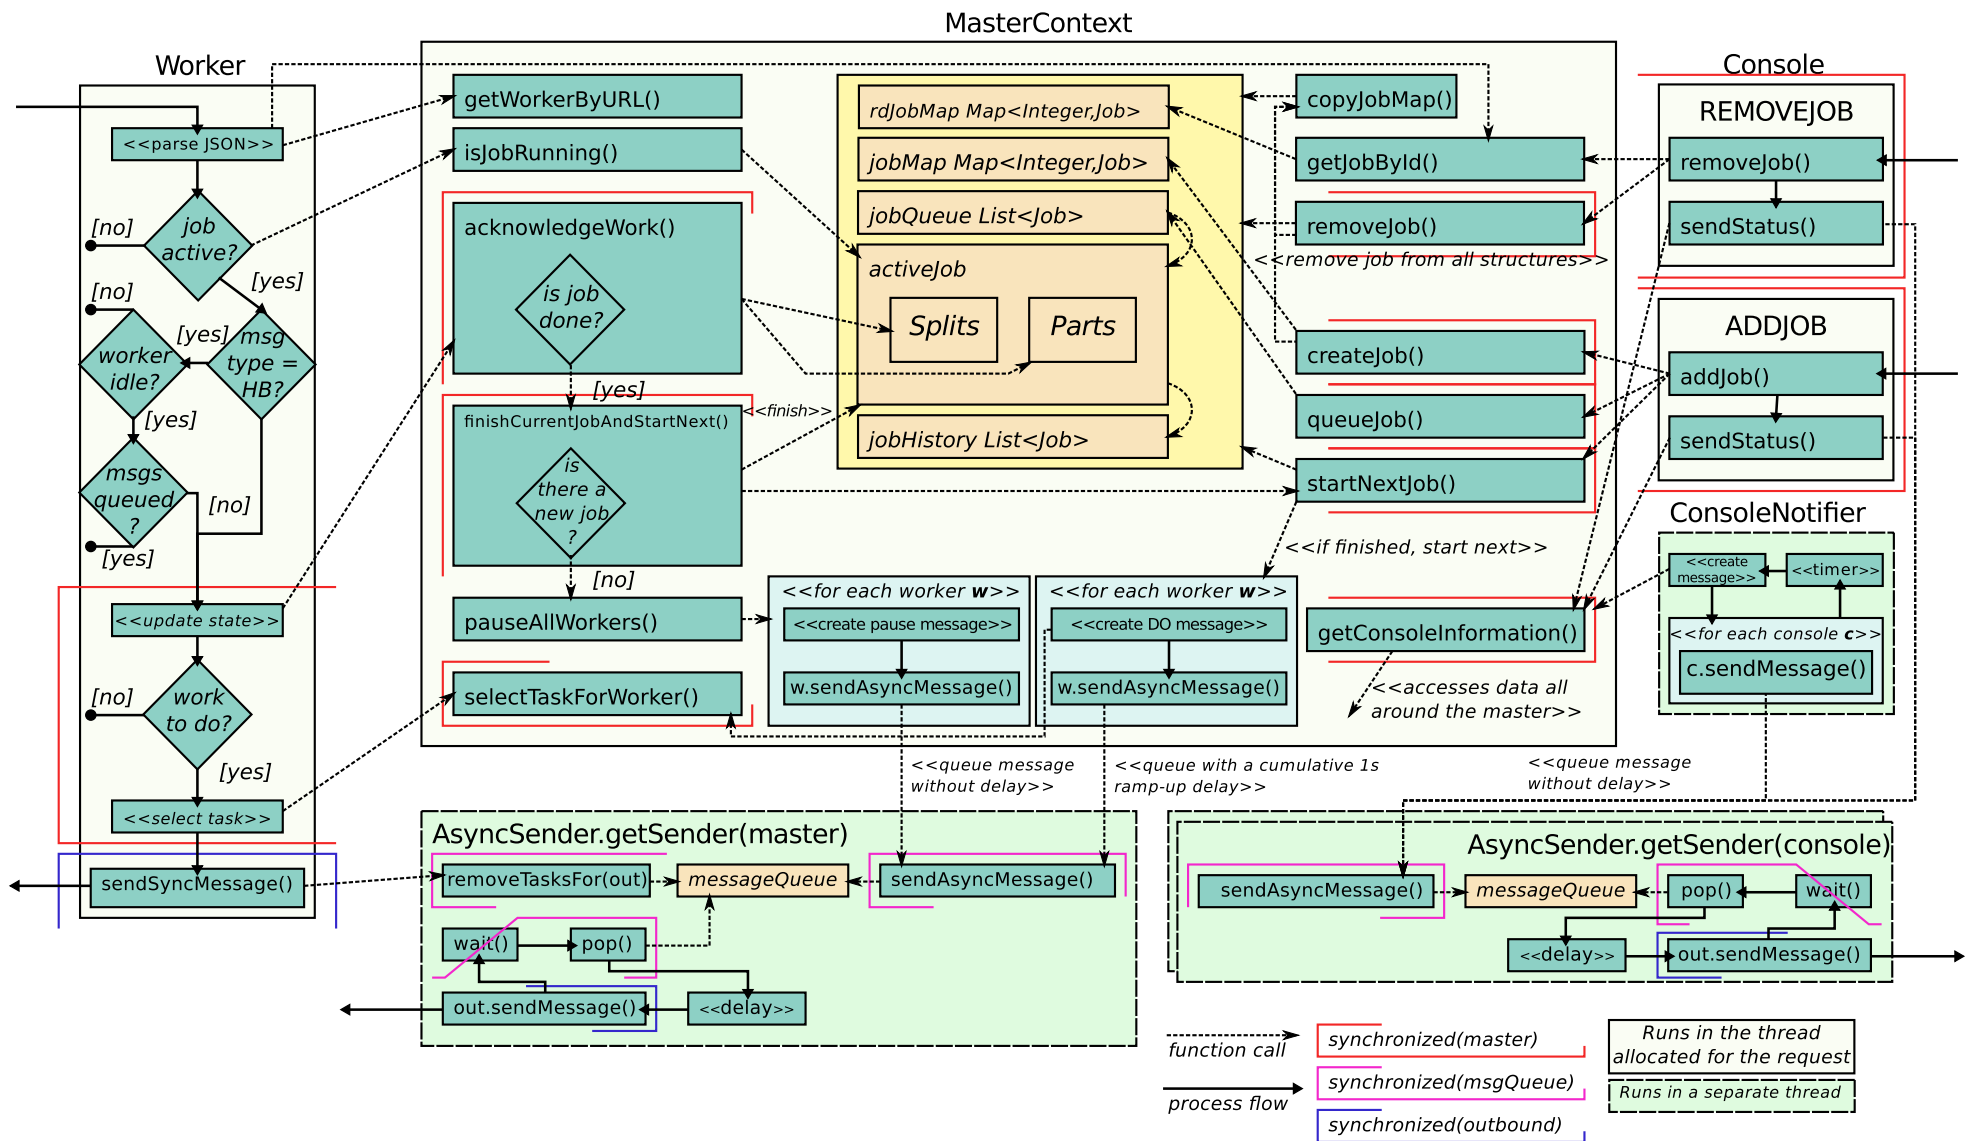 MasterContext
Worker
<<parse JSON>>
job
active?
[no]
[yes]
[no]
[yes]
msg
type =
HB?
worker
idle?
[yes]
msgs
queued
?
[no]
[yes]
<<update state>>
work
to do?
[no]
[yes]
<<select task>>
sendSyncMessage()
getWorkerByURL()
isJobRunning()
acknowledgeWork()
is job
done?
[yes]
finishCurrentJobAndStartNext()
<<finish>>
is
there a
new job
?
[no]
pauseAllWorkers()
selectTaskForWorker()
rdJobMap Map<Integer,Job>
jobMap Map<Integer,Job>
jobQueue List<Job>
activeJob
Splits
Parts
jobHistory List<Job>
copyJobMap()
getJobById()
removeJob()
<<remove job from all structures>>
createJob()
queueJob()
startNextJob()
<<if finished, start next>>
<<for each worker w>>
<<create pause message>>
w.sendAsyncMessage()
<<for each worker w>>
<<create DO message>>
w.sendAsyncMessage()
getConsoleInformation()
<<accesses data all
around the master>>
Console
REMOVEJOB
removeJob()
sendStatus()
ADDJOB
addJob()
sendStatus()
ConsoleNotifier
<<create
message>>
<<timer>>
<<for each console c>>
c.sendMessage()
<<queue message
without delay>>
<<queue with a cumulative 1s
ramp-up delay>>
<<queue message
without delay>>
AsyncSender.getSender(master)
removeTasksFor(out)
messageQueue
sendAsyncMessage()
wait()
pop()
out.sendMessage()
<<delay>>
AsyncSender.getSender(console)
sendAsyncMessage()
messageQueue
pop()
wait()
<<delay>>
out.sendMessage()
function call
process flow
synchronized(master)
synchronized(msgQueue)
synchronized(outbound)
Runs in the thread
allocated for the request
Runs in a separate thread